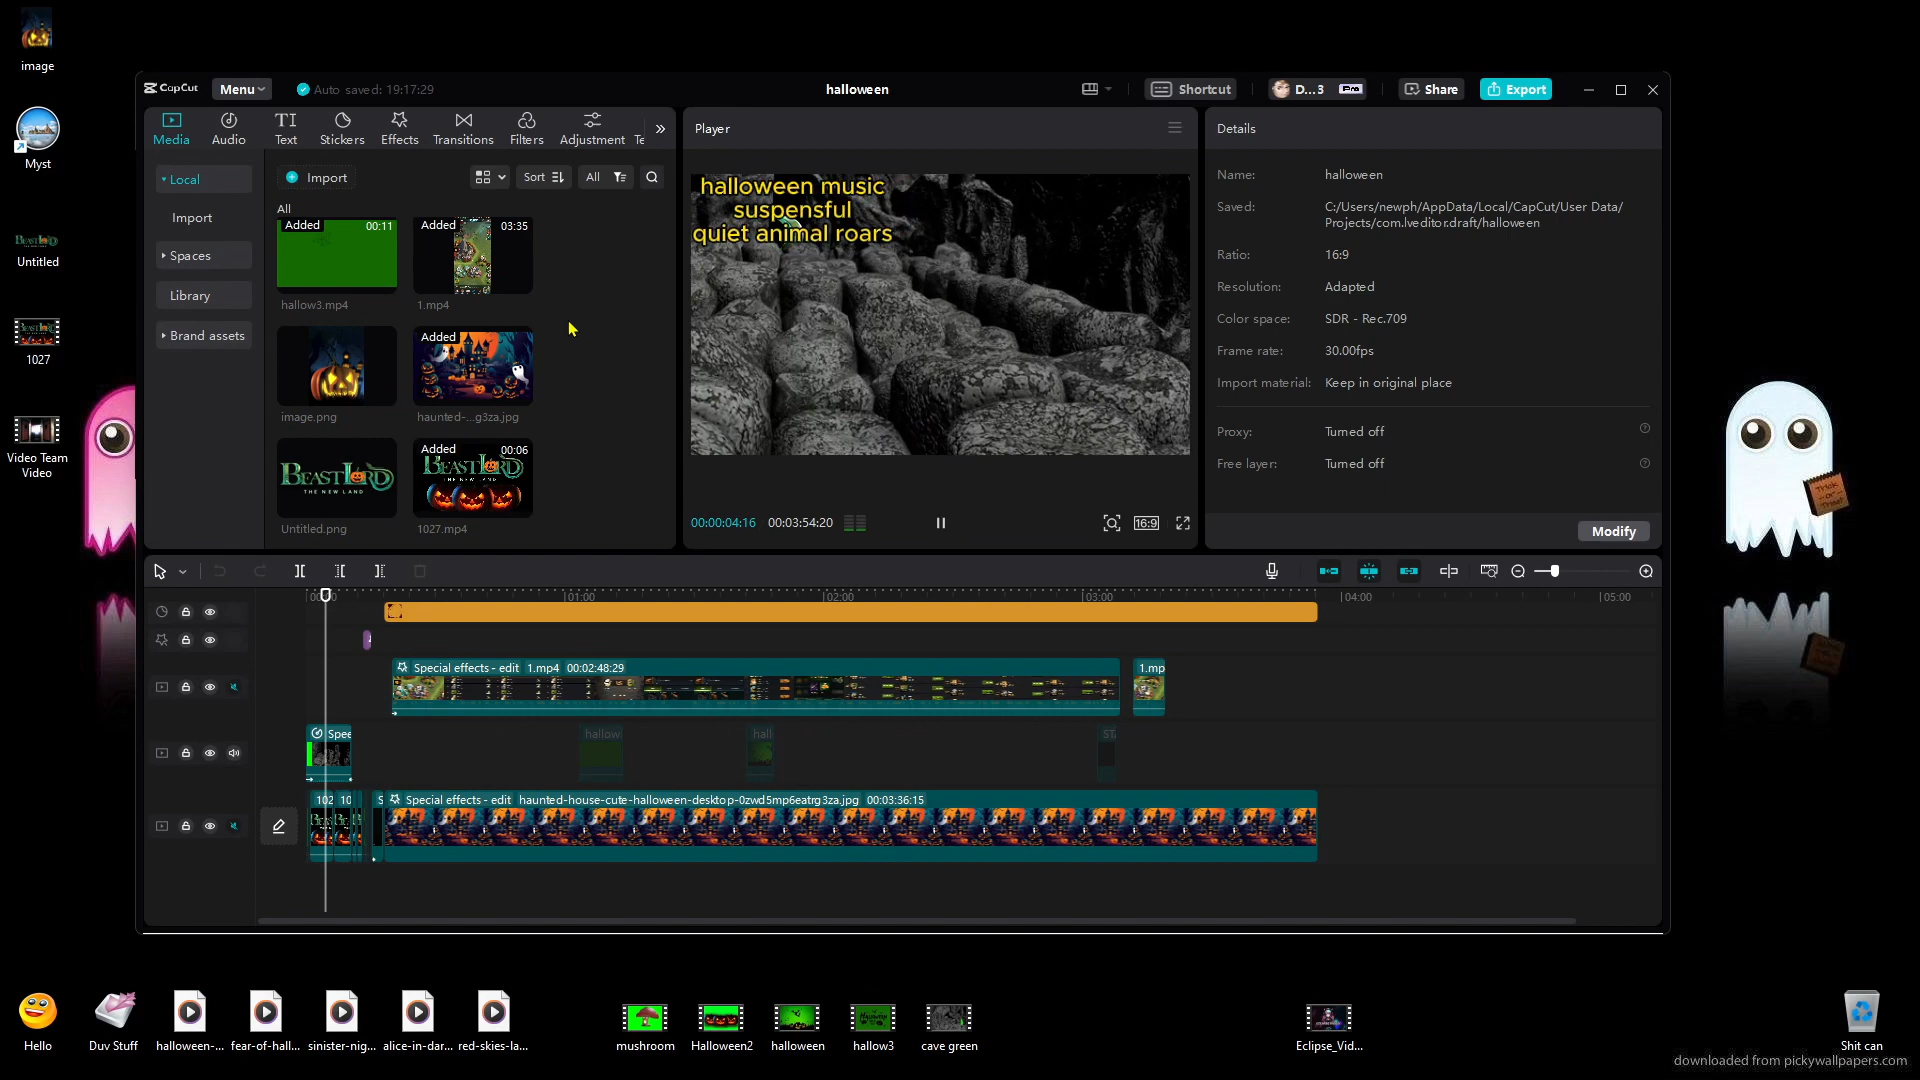 image
Myst
Untitled
1027
Video Team
Video
CapCut
Menu
Auto saved: 19:17:29
halloween
Shortcut
D...3
Pro
Share
Export
Media
Audio
Text
Stickers
Effects
Transitions
Filters
Adjustment
Te
Local
Import
Spaces
Library
Brand assets
Import
Sort
All
All
Added
00:11
hallow3.mp4
Added
03:35
1.mp4
image.png
Added
haunted-...g3za.jpg
BEASTLORD
THE NEW LAND
Untitled.png
Added
00:06
BEASTLORD
THE NEW LAND
1027.mp4
Player
halloween music
suspensful
quiet animal roars
00:00:04:16
00:03:54:20
16:9
Details
Name:
halloween
Saved:
C:/Users/newph/AppData/Local/CapCut/User Data/
Projects/com.lveditor.draft/halloween
Ratio:
16:9
Resolution:
Adapted
Color space:
SDR - Rec.709
Frame rate:
30.00fps
Import material:
Keep in original place
Proxy:
Turned off
Free layer:
Turned off
Modify
01:00
02:00
03:00
04:00
05:00
Special effects - edit 1.mp4 00:02:48:29
1.mp
Spee
hallow
hall
ST
102
10
S
Special effects - edit haunted-house-cute-halloween-desktop-0zwd5mp6eatrg3za.jpg 00:03:36:15
Trick
-or-
Treat
Hello
Duv Stuff
halloween-...
fear-of-hall...
sinister-nig...
alice-in-dar...
red-skies-la...
mushroom
Halloween2
halloween
hallow3
cave green
Eclipse_Vid...
Shit can
downloaded from pickywallpapers.com